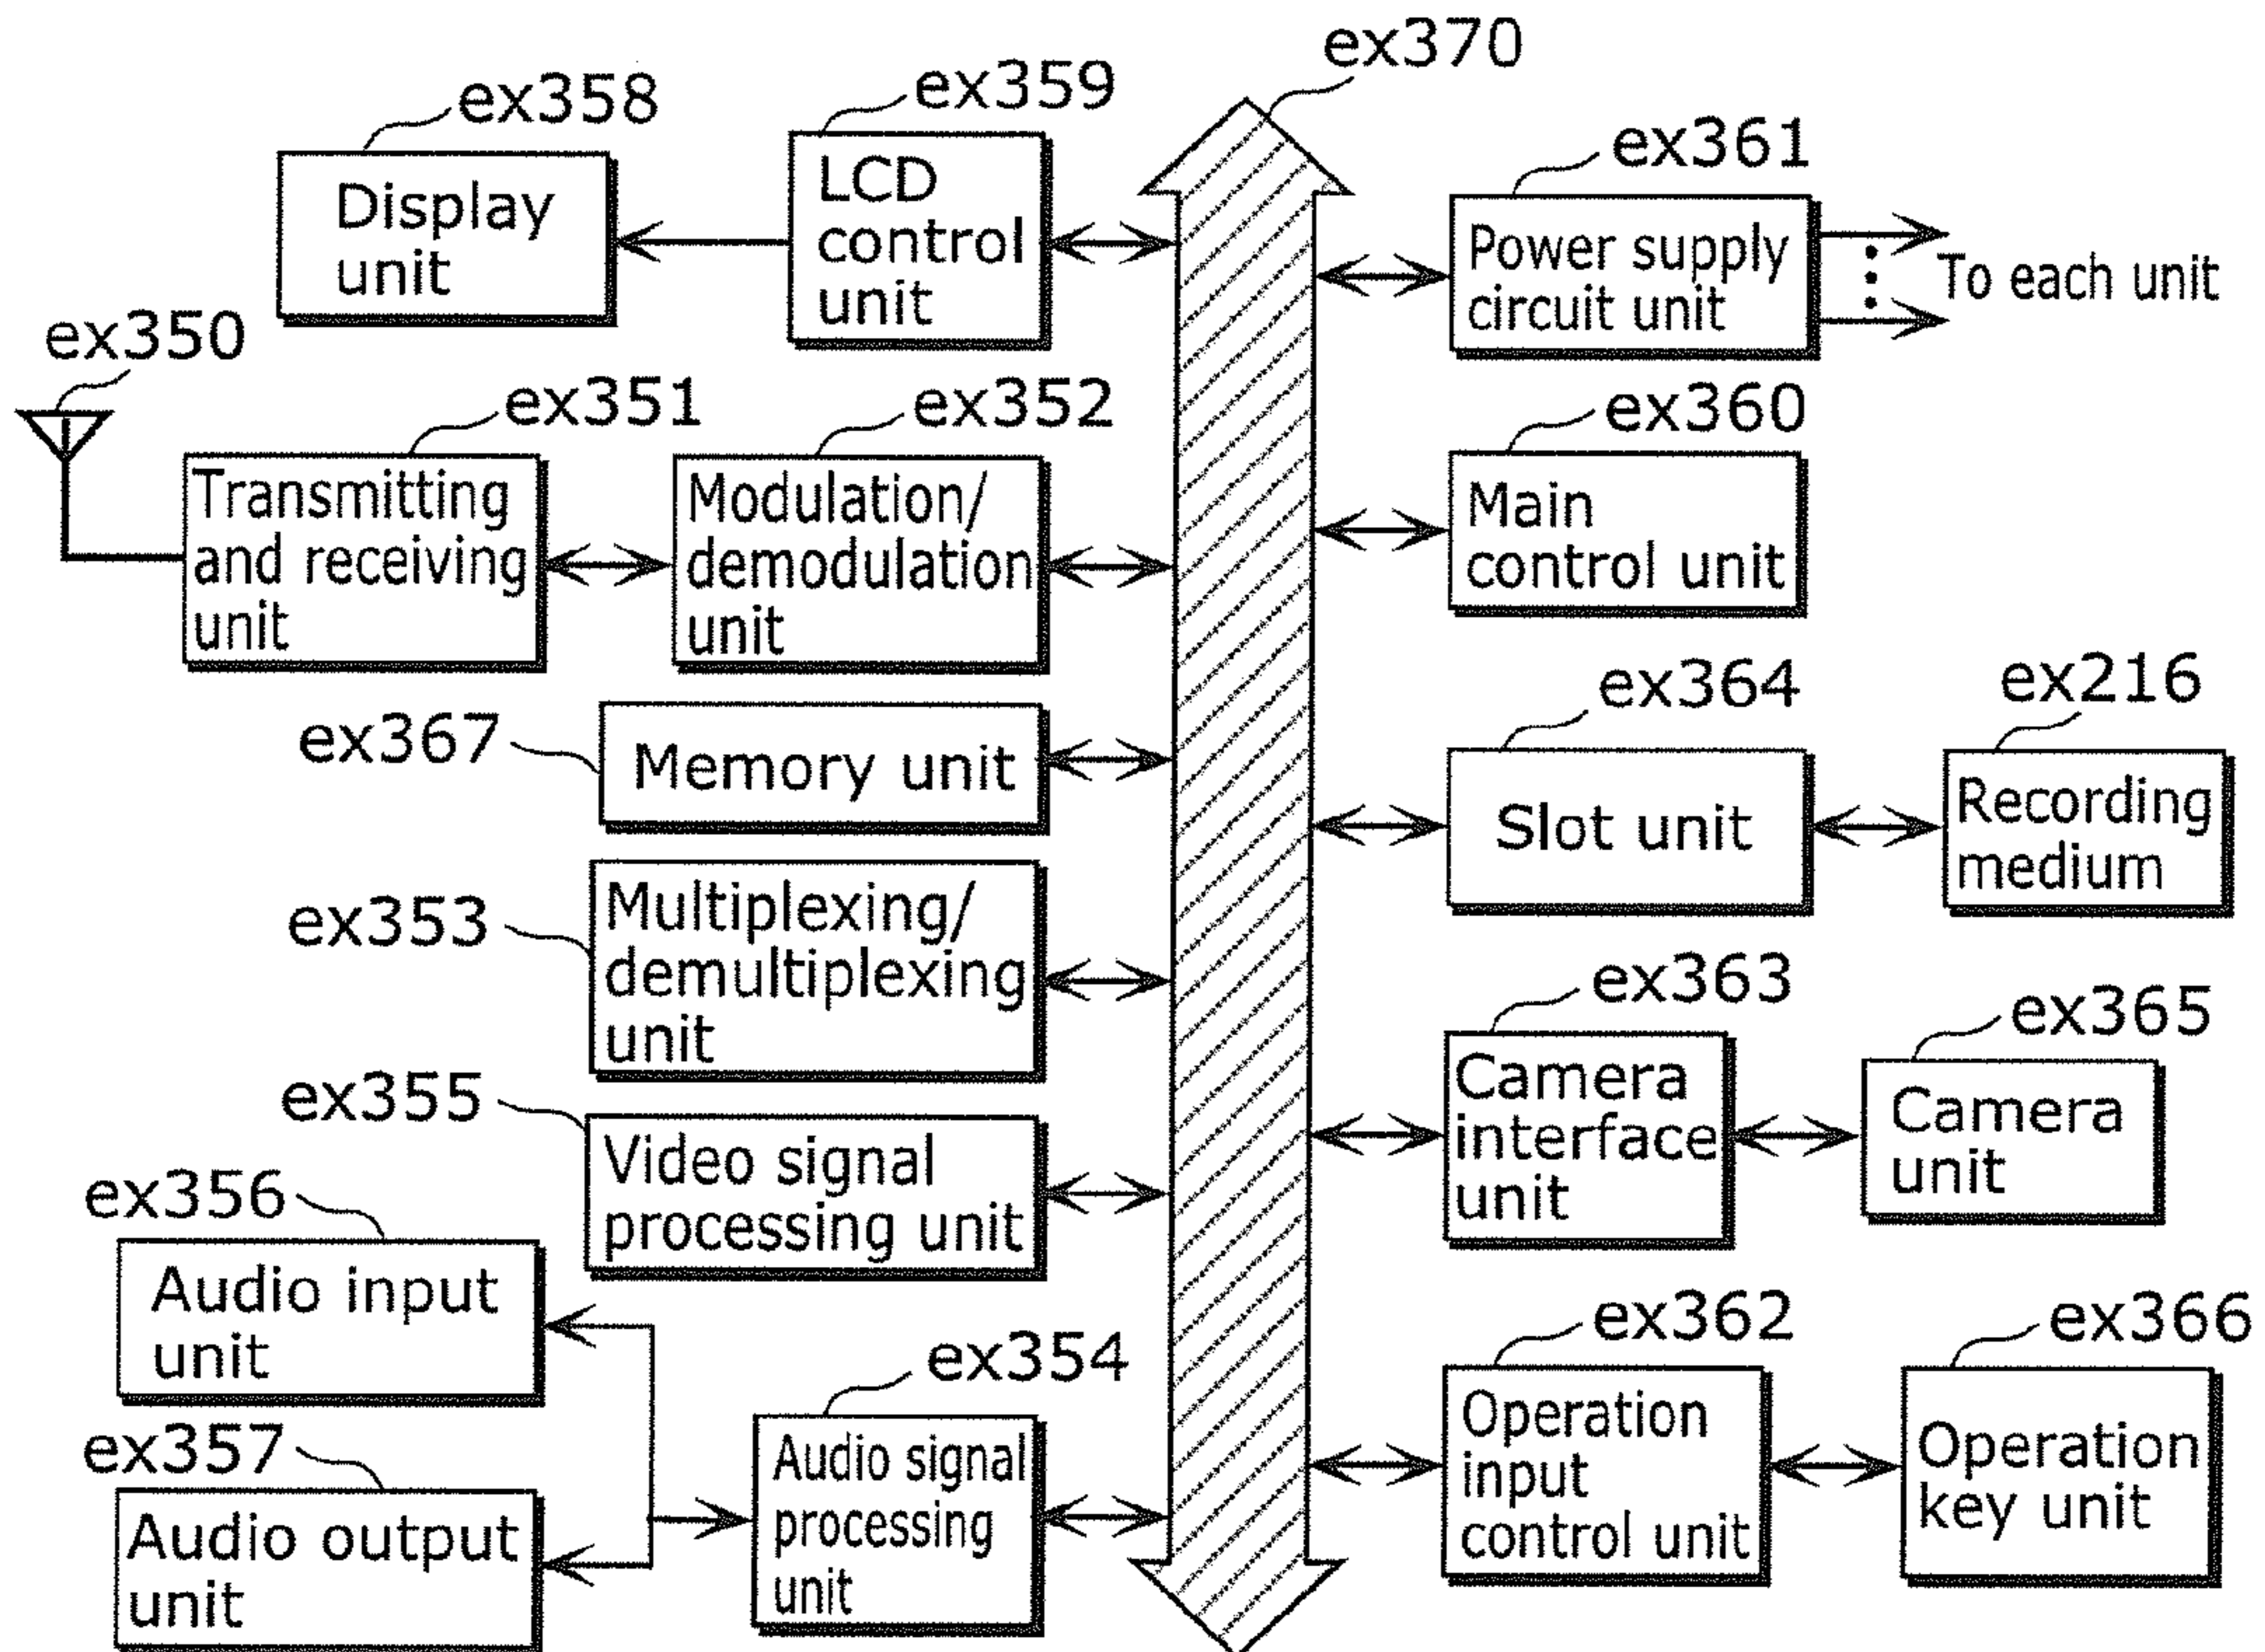 ex370
ex358
ex359
ex361
Display
unit
LCD
control
unit
Power supply
circuit unit
To each unit
ex350
ex351
ex352
ex360
Transmitting
and receiving
unit
Modulation/
demodulation
unit
Main
control unit
ex367
Memory unit
ex364
ex216
Slot unit
Recording
medium
ex353
Multiplexing/
demultiplexing
unit
ex363
ex365
Camera
interface
unit
Camera
unit
ex355
Video signal
processing unit
ex356
Audio input
unit
ex354
ex362
ex366
ex357
Audio output
unit
Audio signal
processing
unit
Operation
input
control unit
Operation
key unit